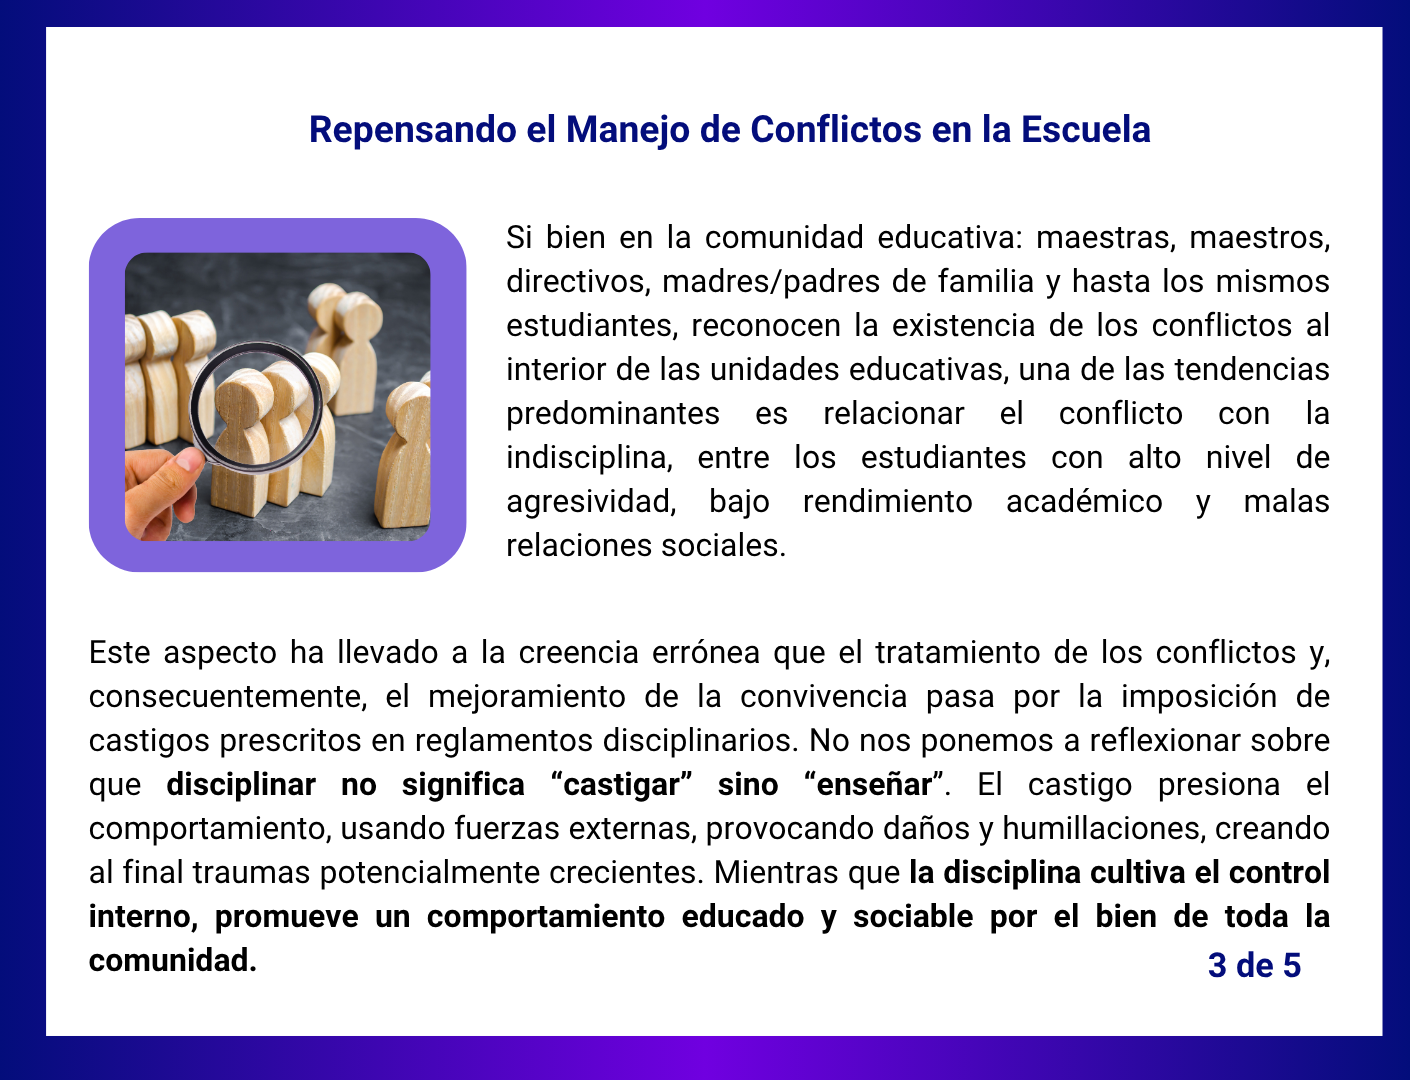 Repensando el Manejo de Conflictos en la Escuela
Si bien en la comunidad educativa: maestras, maestros,
directivos, madres/padres de familia y hasta los mismos
estudiantes, reconocen la existencia de los conflictos al
interior de las unidades educativas, una de las tendencias
predominantes es relacionar el conflicto con la
indisciplina, entre los estudiantes con alto nivel de
agresividad, bajo rendimiento académico y malas
relaciones sociales.
Este aspecto ha llevado a la creencia errónea que el tratamiento de los conflictos y,
consecuentemente, el mejoramiento de la convivencia pasa por la imposición de
castigos prescritos en reglamentos disciplinarios. No nos ponemos a reflexionar sobre
que disciplinar no significa “castigar” sino “enseñar”. El castigo presiona el
comportamiento, usando fuerzas externas, provocando daños y humillaciones, creando
al final traumas potencialmente crecientes. Mientras que la disciplina cultiva el control
interno, promueve un comportamiento educado y sociable por el bien de toda la
comunidad.
3 de 5